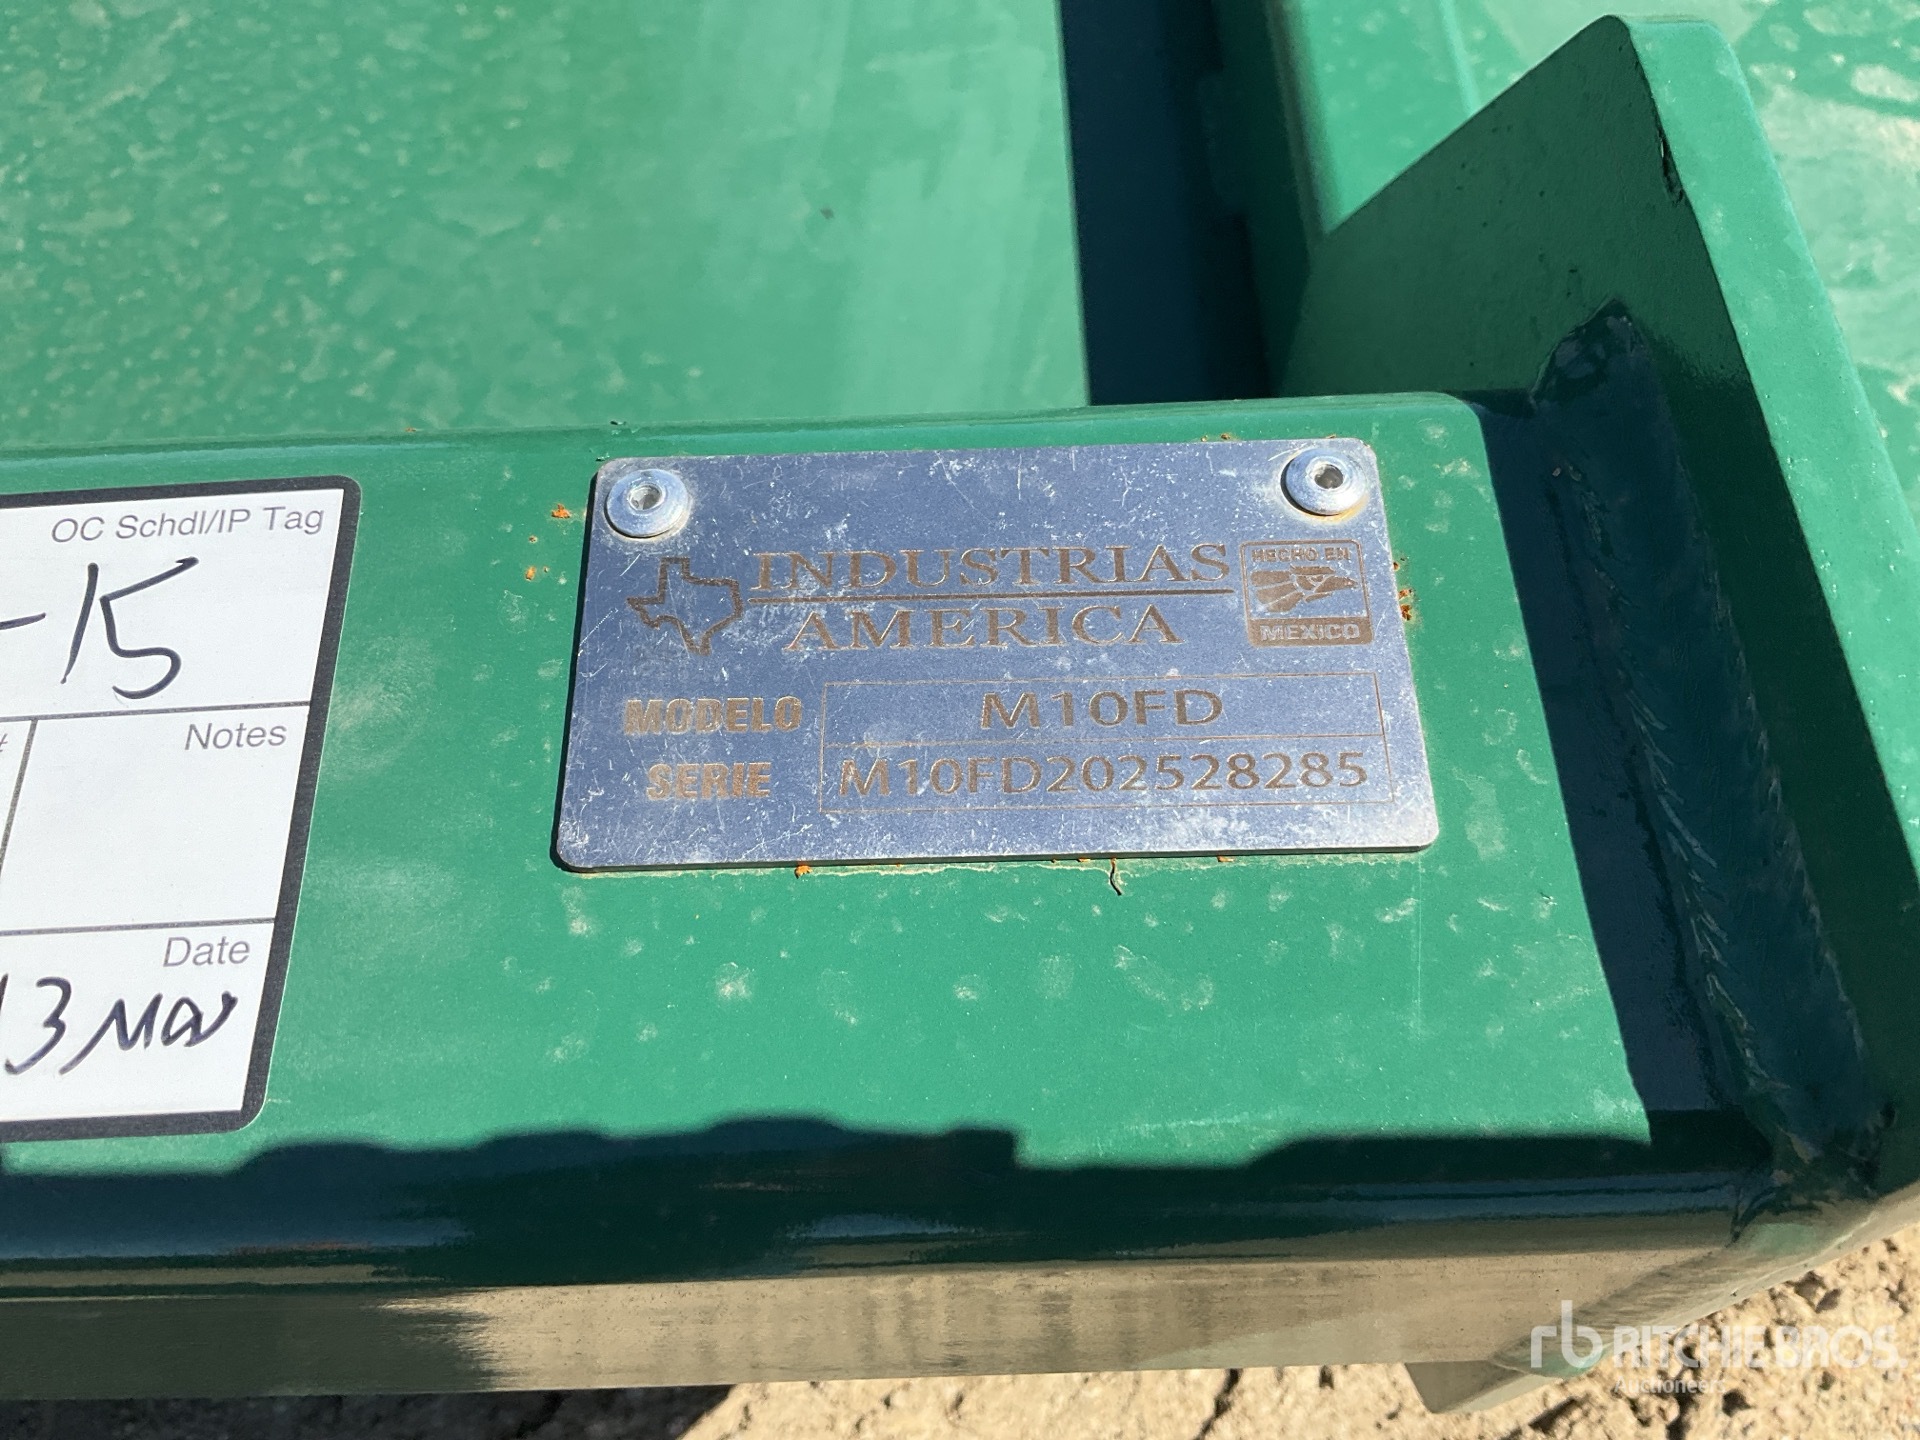 OC Schdl/IP Tag
-15
Notes
Date
13 May
INDUSTRIAS
AMERICA
HECHO EN
MEXICO
MODELO M10FD
SERIE M10FD202528285
rb RITCHIE BROS.
Auctioneers